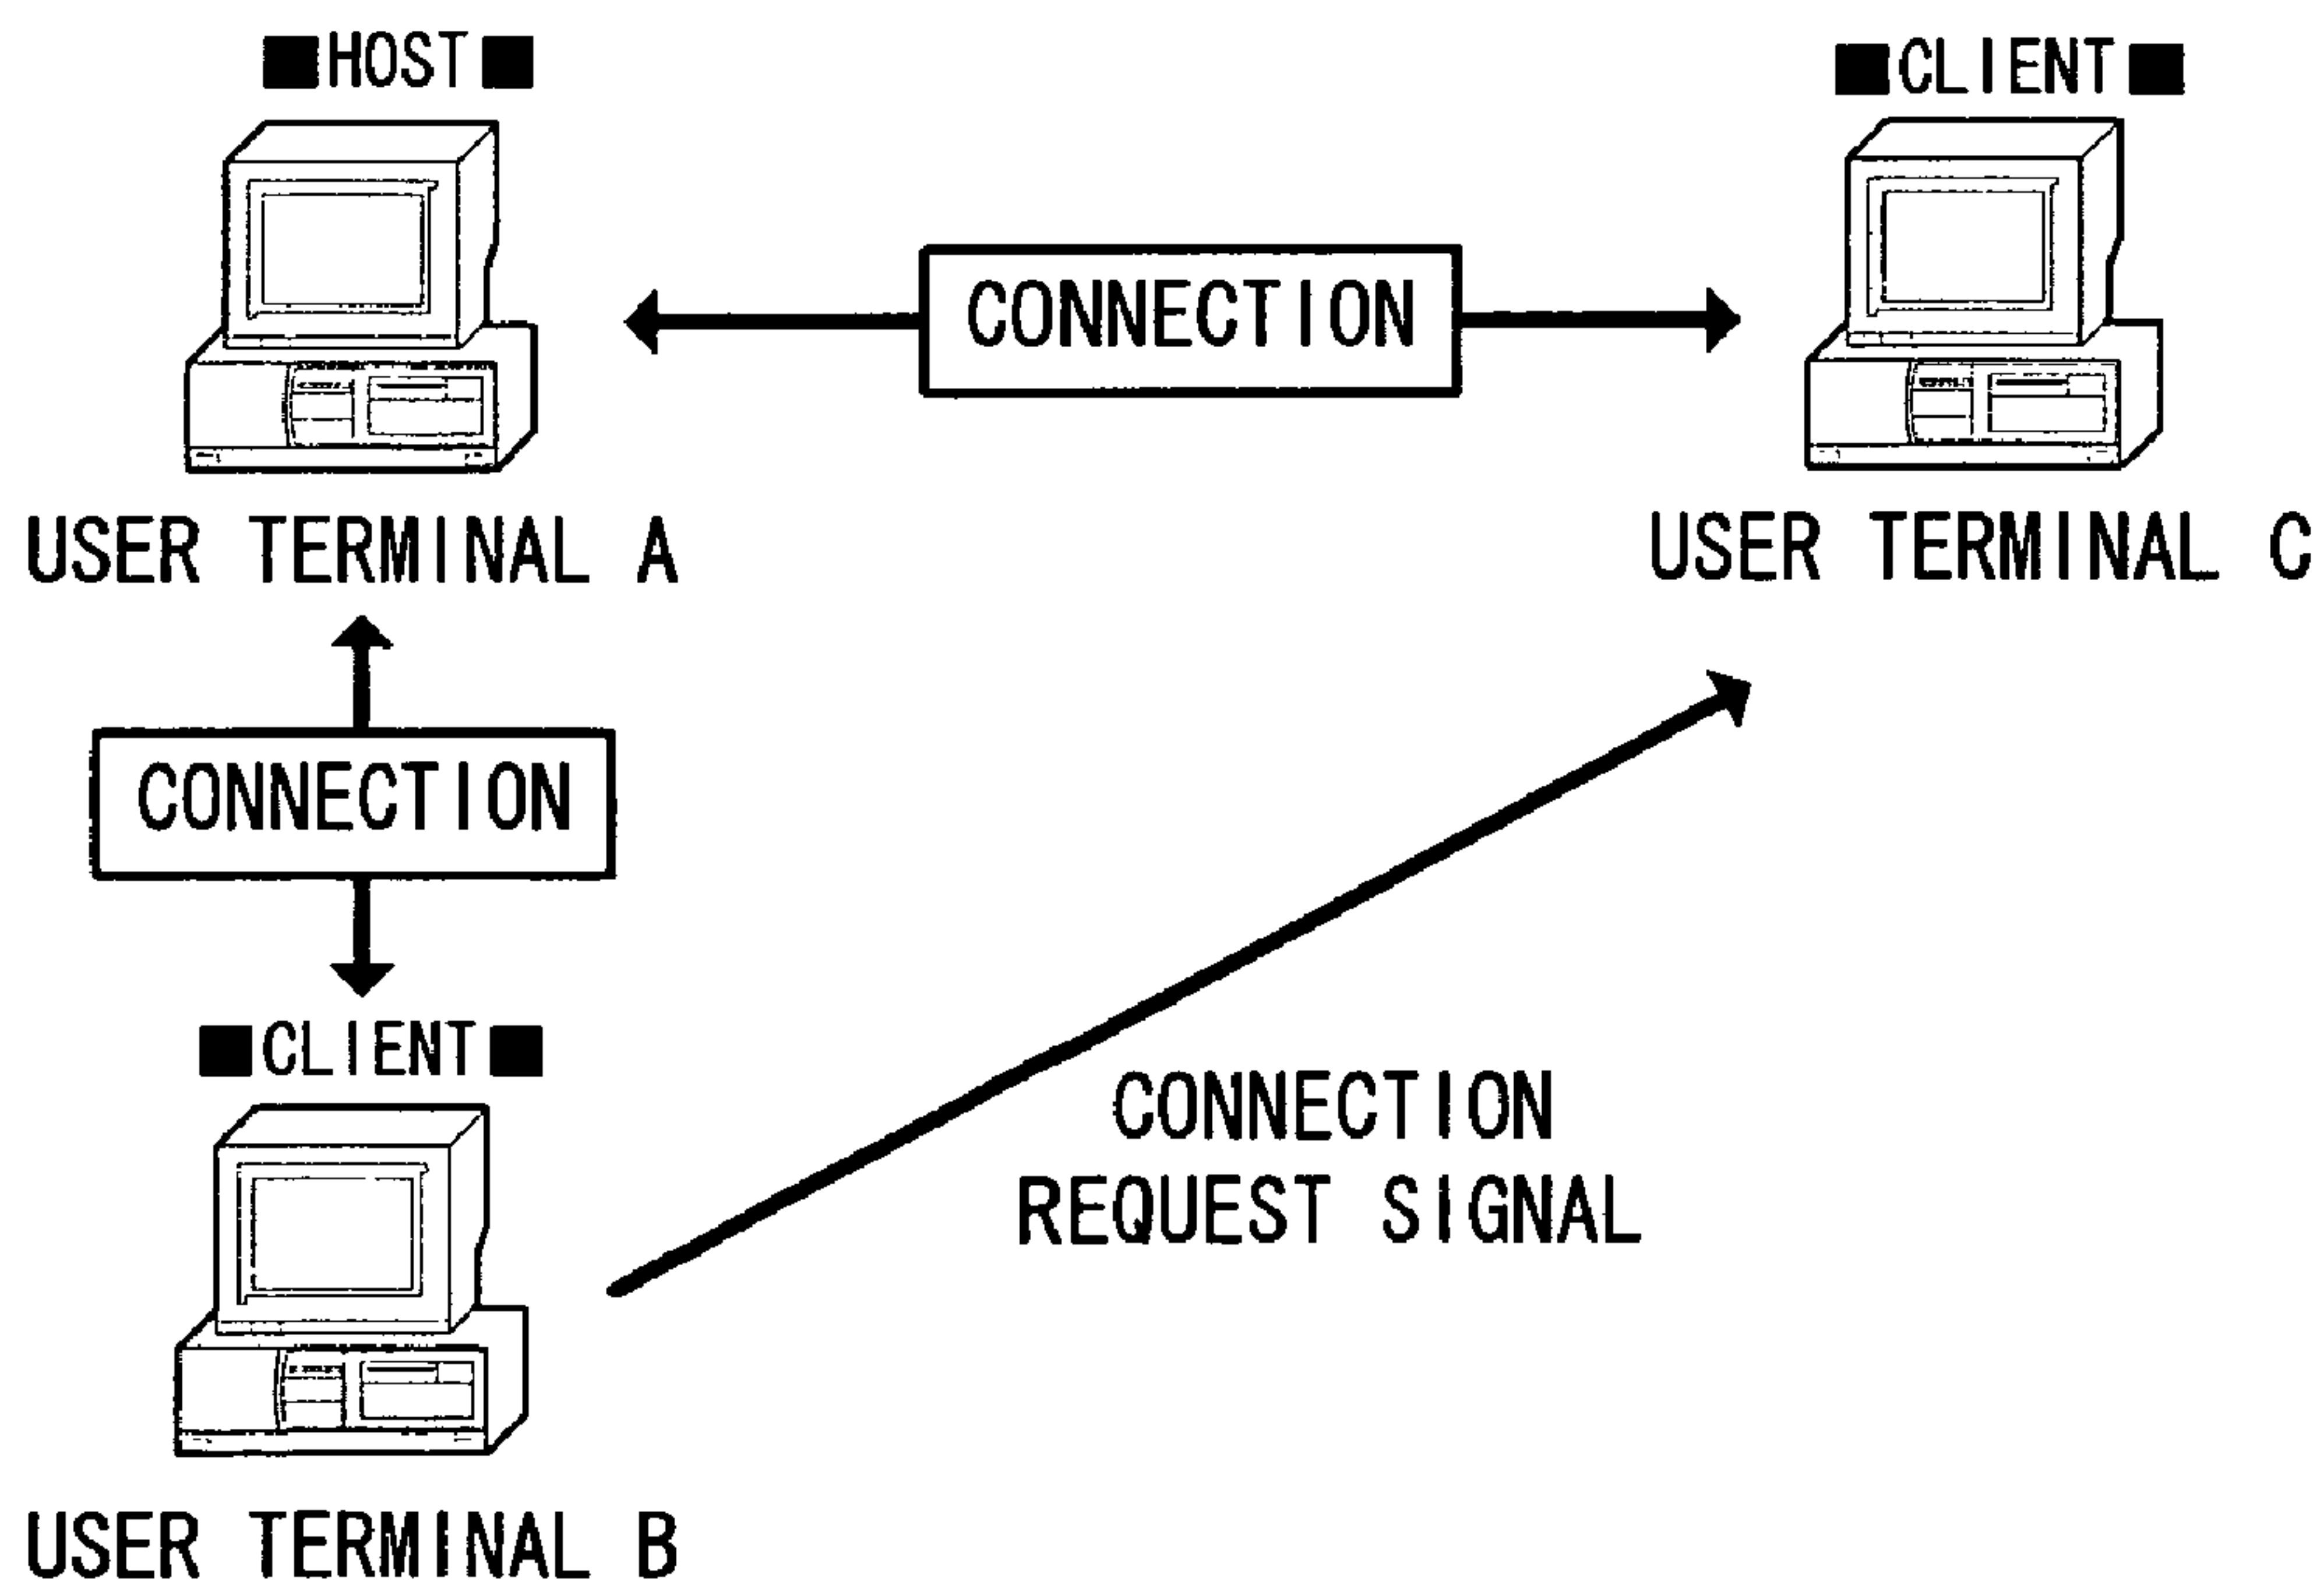 ■HOST■
■CLIENT■
CONNECTION
USER TERMINAL A
USER TERMINAL C
CONNECTION
■CLIENT■
CONNECTION
REQUEST SIGNAL
USER TERMINAL B